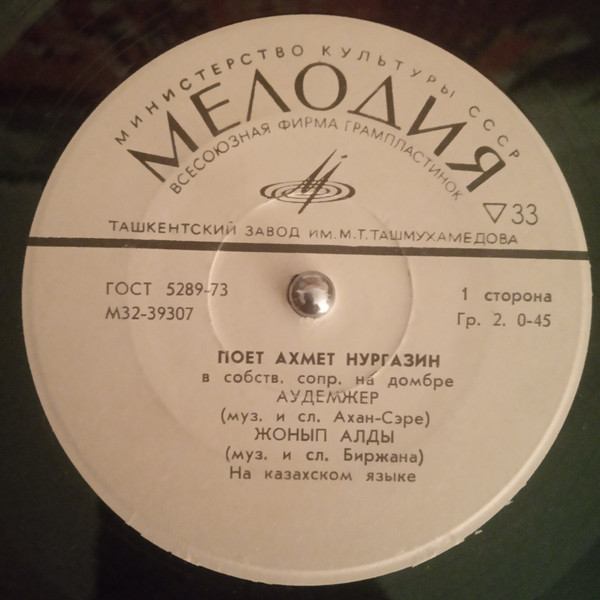 МИНИСТЕРСТВО КУЛЬТУРЫ СССР
МЕЛОДИЯ
ВСЕСОЮЗНАЯ ФИРМА ГРАМПЛАСТИНОК
▽33
ТАШКЕНТСКИЙ ЗАВОД ИМ. М.Т. ТАШМУХАМЕДОВА
ГОСТ 5289-73
М32-39307
1 сторона
Гр. 2. 0-45
ПОЕТ АХМЕТ НУРГАЗИН
в собств. сопр. на домбре
АУДЕМЖЕР
(муз. и сл. Ахан-Сэре)
ЖОНЫП АЛДЫ
(муз. и сл. Биржана)
На казахском языке